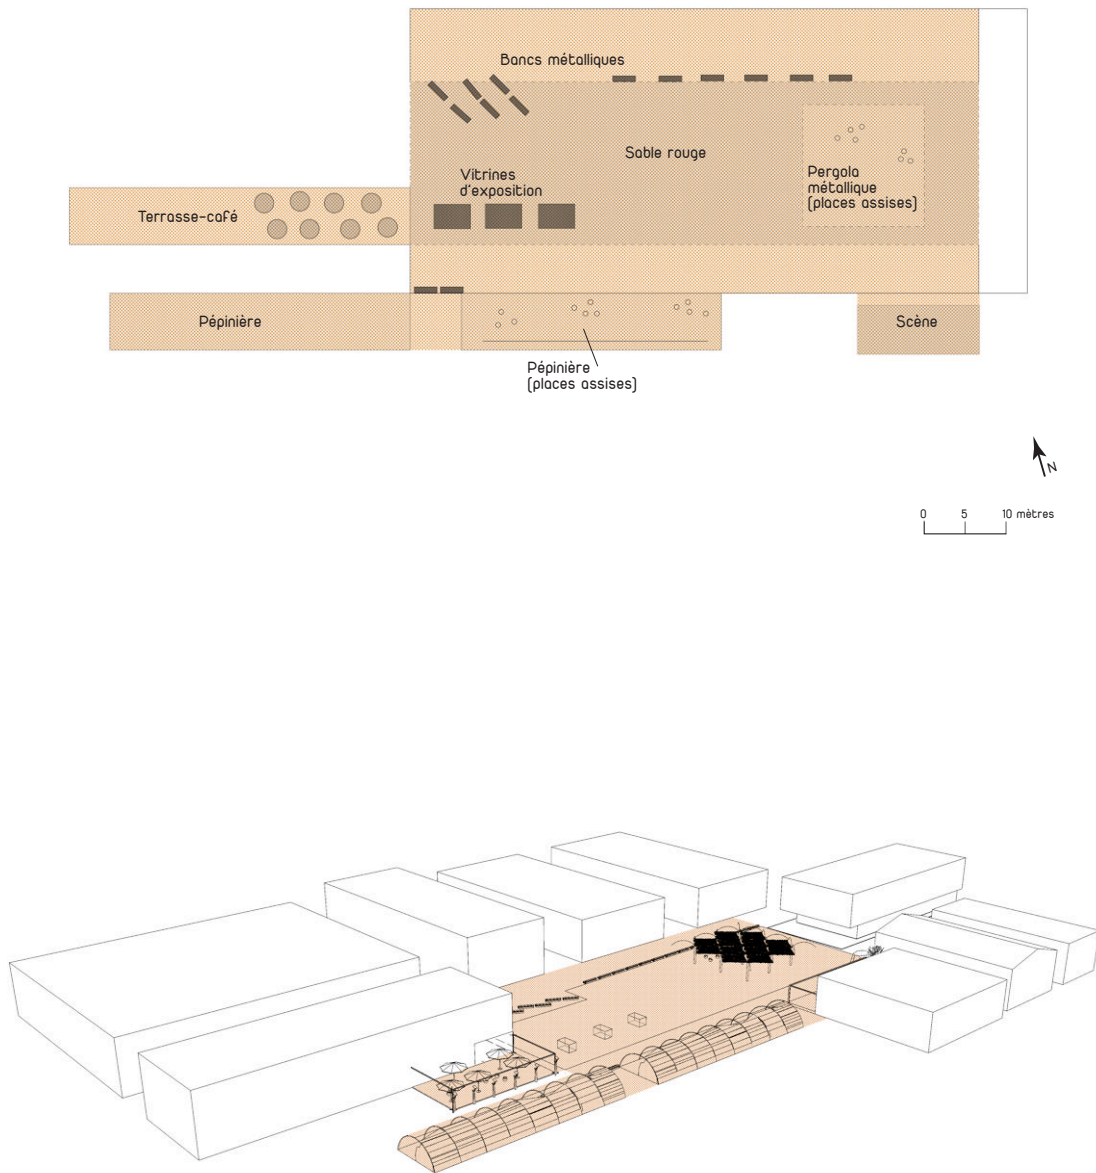 Bancs métalliques
Sable rouge
Vitrines
d'exposition
Pergola
métallique
(places assises)
Terrasse-café
Pépinière
Scène
Pépinière
(places assises)
N
0 5 10 mètres